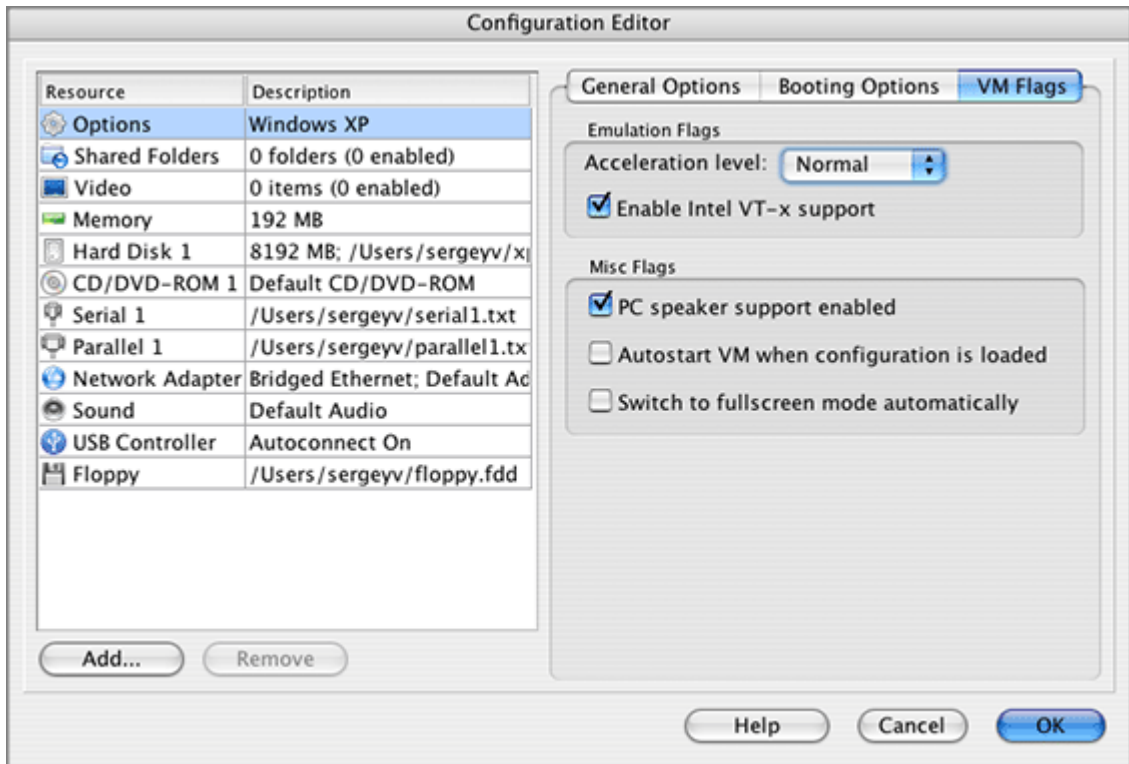 Configuration Editor
Resource Description
Options Windows XP
Shared Folders 0 folders (0 enabled)
Video 0 items (0 enabled)
Memory 192 MB
Hard Disk 1 8192 MB; /Users/sergeyv/x
CD/DVD-ROM 1 Default CD/DVD-ROM
Serial 1 /Users/sergeyv/serial1.txt
Parallel 1 /Users/sergeyv/parallel1.tx
Network Adapter Bridged Ethernet; Default Ad
Sound Default Audio
USB Controller Autoconnect On
Floppy /Users/sergeyv/floppy.fdd
Add... Remove
General Options Booting Options VM Flags
Emulation Flags
Acceleration level: Normal
Enable Intel VT-x support
Misc Flags
PC speaker support enabled
Autostart VM when configuration is loaded
Switch to fullscreen mode automatically
Help Cancel OK